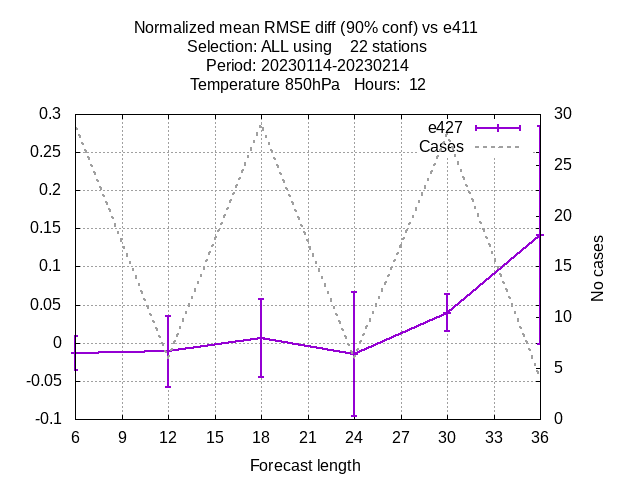 Normalized mean RMSE diff (90% conf) vs e411
Selection: ALL using    22 stations
Period: 20230114-20230214
Temperature 850hPa   Hours:  12
0.3
0.25
0.2
0.15
0.1
0.05
0
-0.05
-0.1
30
25
20
15
10
5
0
e427
Cases
No cases
6 9 12 15 18 21 24 27 30 33 36
Forecast length